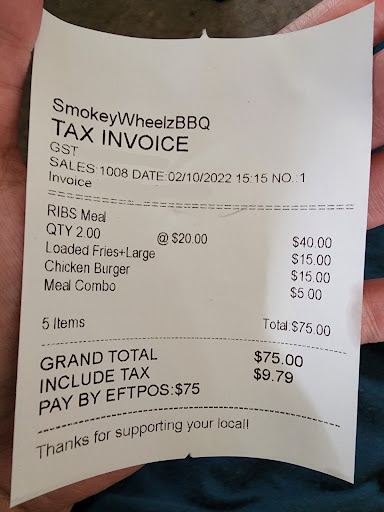 SmokeyWheelzBBQ
TAX INVOICE
GST
SALES:1008 DATE:02/10/2022 15:15 NO.:1
Invoice
RIBS Meal
QTY 2.00 @ $20.00 $40.00
Loaded Fries+Large $15.00
Chicken Burger $15.00
Meal Combo $5.00
5 Items Total:$75.00
GRAND TOTAL $75.00
INCLUDE TAX $9.79
PAY BY EFTPOS:$75
Thanks for supporting your local!